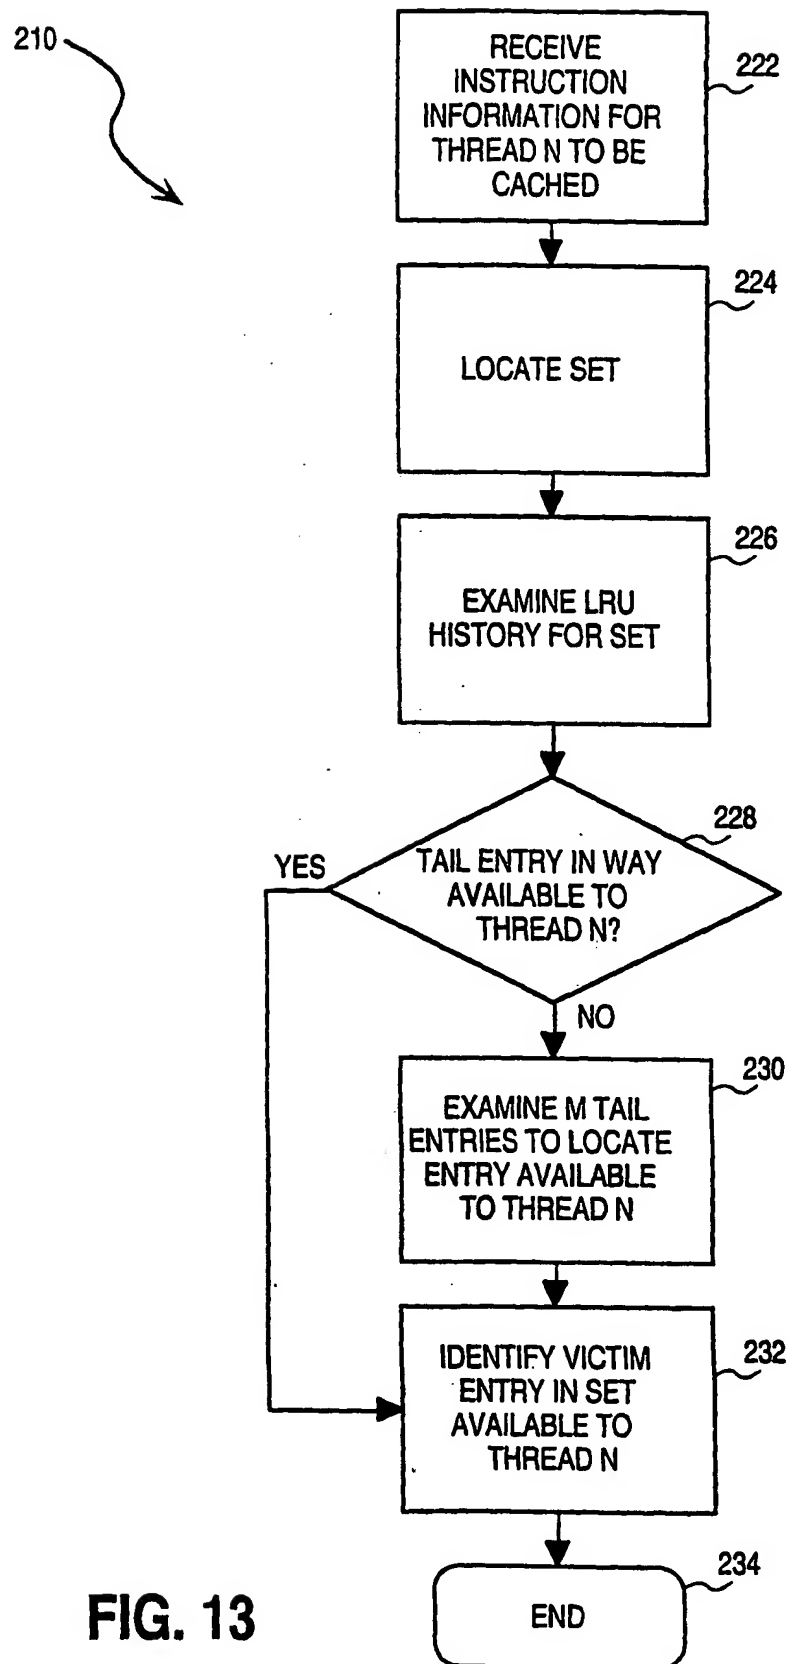 210
RECEIVE
INSTRUCTION
INFORMATION FOR
THREAD N TO BE
CACHED
222
LOCATE SET
224
EXAMINE LRU
HISTORY FOR SET
226
TAIL ENTRY IN WAY
AVAILABLE TO
THREAD N?
228
YES
NO
EXAMINE M TAIL
ENTRIES TO LOCATE
ENTRY AVAILABLE
TO THREAD N
230
IDENTIFY VICTIM
ENTRY IN SET
AVAILABLE TO
THREAD N
232
END
234
FIG. 13